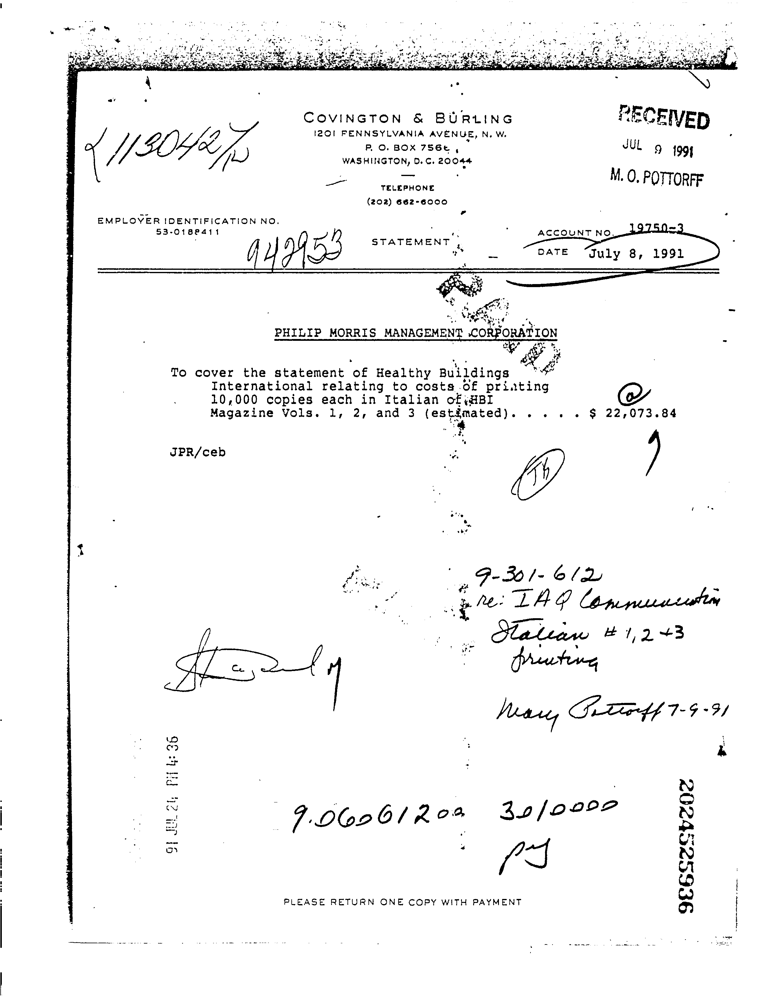 COVINGTON & BURLING
1201 PENNSYLVANIA AVENUE, N. W.
P. O. BOX 7566
WASHINGTON, D. C. 20044
TELEPHONE
(202) 662-6000
RECEIVED
JUL 9 1991
M. O. POTTORFF
EMPLOYER IDENTIFICATION NO.
53-0188411
942953
STATEMENT
ACCOUNT NO. 19750-3
DATE July 8, 1991
PHILIP MORRIS MANAGEMENT CORPORATION
To cover the statement of Healthy Buildings
International relating to costs of printing
10,000 copies each in Italian of HBI
Magazine Vols. 1, 2, and 3 (estimated). . . . . $ 22,073.84
JPR/ceb
9-301-612
re: IAQ Communication
Italian # 1, 2 + 3
printing
Mary Pottorff 7-9-91
91 JUL 24 PM 4:36
3010000
PLEASE RETURN ONE COPY WITH PAYMENT
2024525936